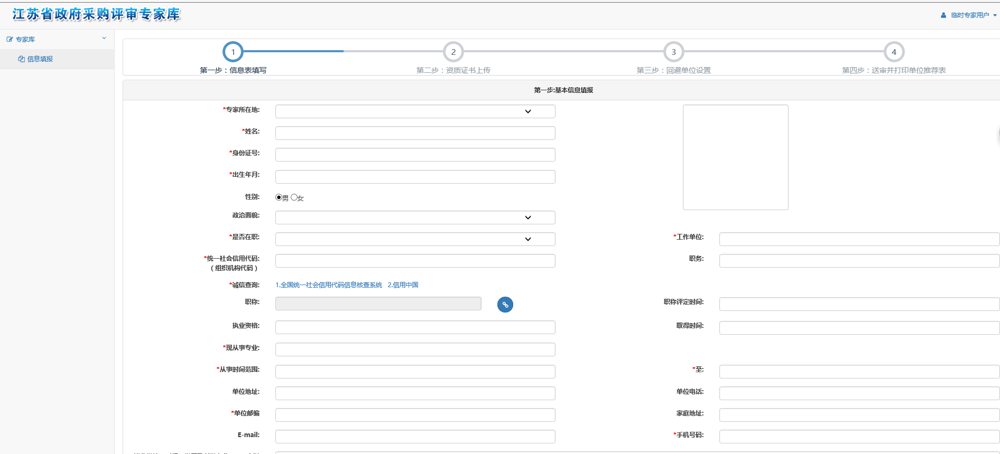 江苏省政府采购评审专家库
临时专家用户
专家库
信息填报
1
2
3
4
第一步：信息表填写
第二步：资质证书上传
第三步：回避单位设置
第四步：送审并打印单位推荐表
第一步:基本信息填报
*专家所在地:
*姓名:
*身份证号:
*出生年月:
性别:
男 女
政治面貌:
*是否在职:
*工作单位:
*统一社会信用代码:
（组织机构代码）
职务:
*诚信查询:
1.全国统一社会信用代码信息核查系统 2.信用中国
职称:
职称评定时间:
执业资格:
取得时间:
*现从事专业:
*从事时间范围:
*至:
单位地址:
单位电话:
*单位邮编
家庭地址:
E-mail:
*手机号码: